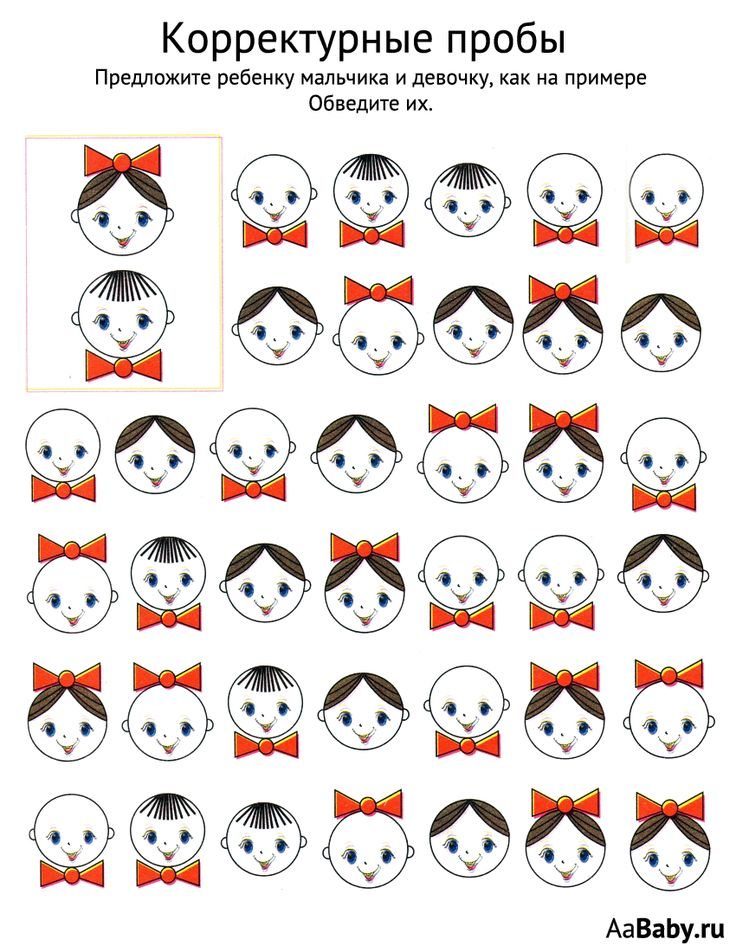 Корректурные пробы
Предложите ребенку мальчика и девочку, как на примере
Обведите их.
AaBaby.ru